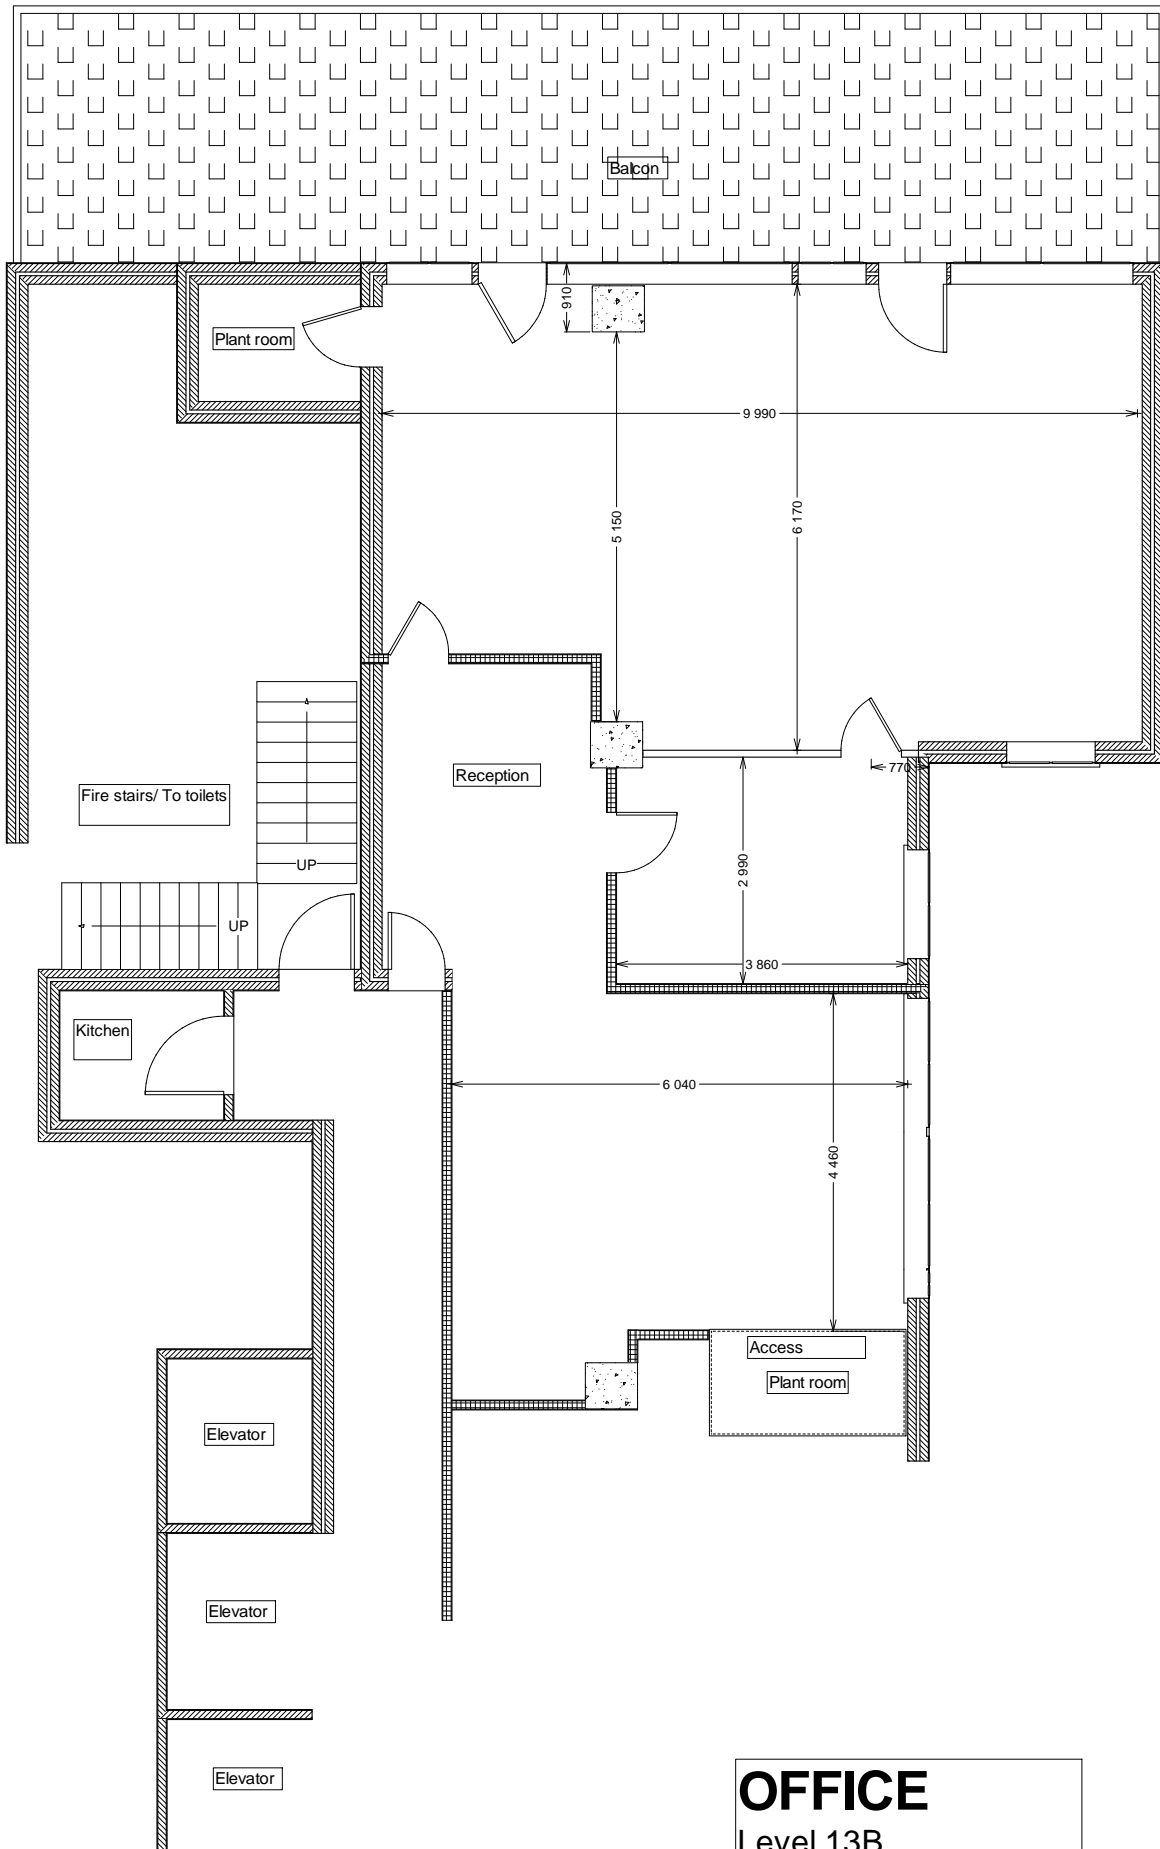 Balcon
910
Plant room
9 990
5 150
6 170
Reception
770
Fire stairs/ To toilets
UP
2 990
UP
3 860
Kitchen
6 040
4 460
Access
Plant room
Elevator
Elevator
Elevator
OFFICE
Level 13B